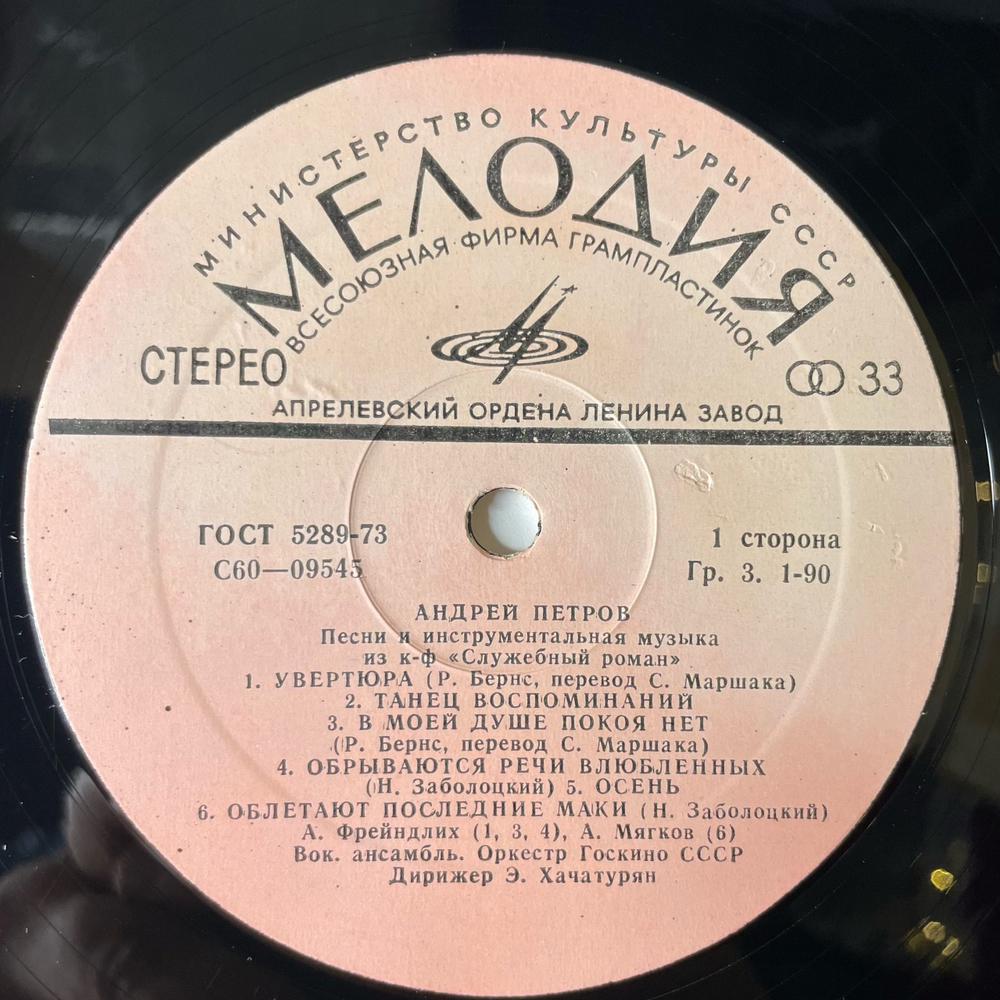 МИНИСТЕРСТВО КУЛЬТУРЫ СССР
МЕЛОДИЯ
ВСЕСОЮЗНАЯ ФИРМА ГРАМПЛАСТИНОК
СТЕРЕО
33
АПРЕЛЕВСКИЙ ОРДЕНА ЛЕНИНА ЗАВОД
ГОСТ 5289-73
1 сторона
С60—09545
Гр. 3. 1-90
АНДРЕЙ ПЕТРОВ
Песни и инструментальная музыка
из к-ф «Служебный роман»
1. УВЕРТЮРА (Р. Бернс, перевод С. Маршака)
2. ТАНЕЦ ВОСПОМИНАНИЙ
3. В МОЕЙ ДУШЕ ПОКОЯ НЕТ
(Р. Бернс, перевод С. Маршака)
4. ОБРЫВАЮТСЯ РЕЧИ ВЛЮБЛЕННЫХ
(Н. Заболоцкий) 5. ОСЕНЬ
6. ОБЛЕТАЮТ ПОСЛЕДНИЕ МАКИ (Н. Заболоцкий)
А. Фрейндлих (1, 3, 4), А. Мягков (6)
Вок. ансамбль. Оркестр Госкино СССР
Дирижер Э. Хачатурян